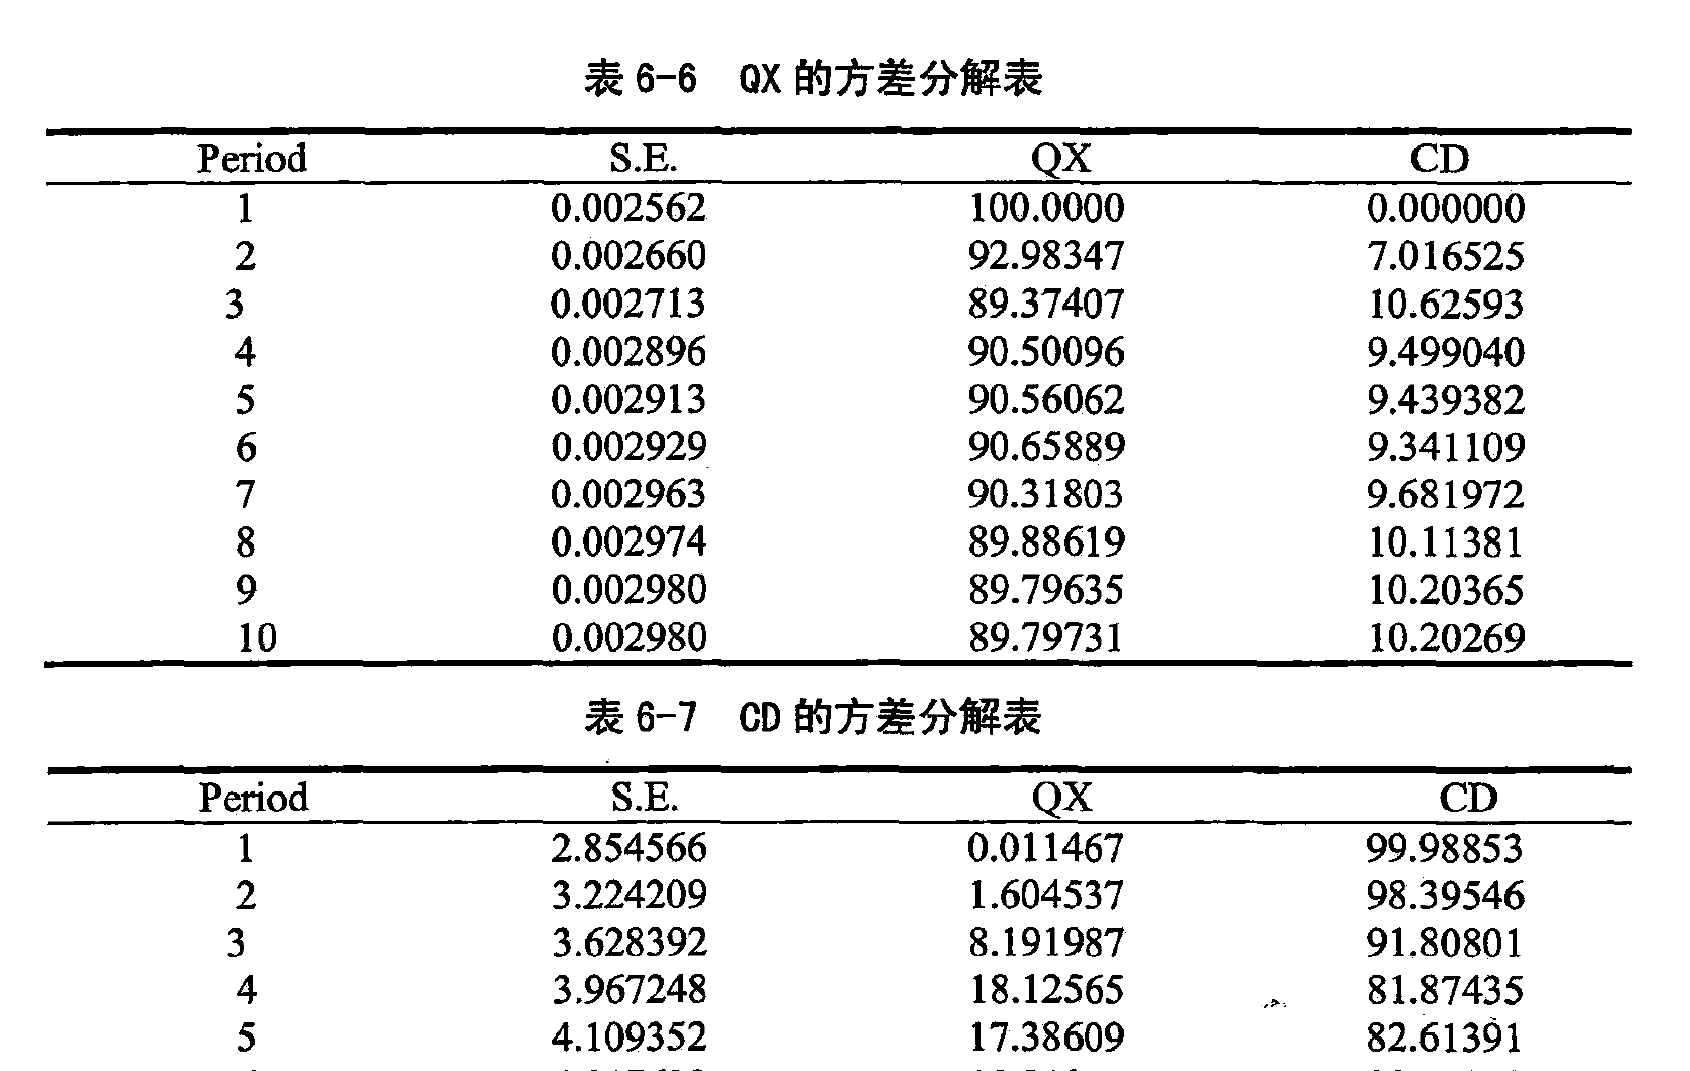 表 6-6 QX 的方差分解表
Period S.E. QX CD
1 0.002562 100.0000 0.000000
2 0.002660 92.98347 7.016525
3 0.002713 89.37407 10.62593
4 0.002896 90.50096 9.499040
5 0.002913 90.56062 9.439382
6 0.002929 90.65889 9.341109
7 0.002963 90.31803 9.681972
8 0.002974 89.88619 10.11381
9 0.002980 89.79635 10.20365
10 0.002980 89.79731 10.20269
表 6-7 CD 的方差分解表
Period S.E. QX CD
1 2.854566 0.011467 99.98853
2 3.224209 1.604537 98.39546
3 3.628392 8.191987 91.80801
4 3.967248 18.12565 81.87435
5 4.109352 17.38609 82.61391